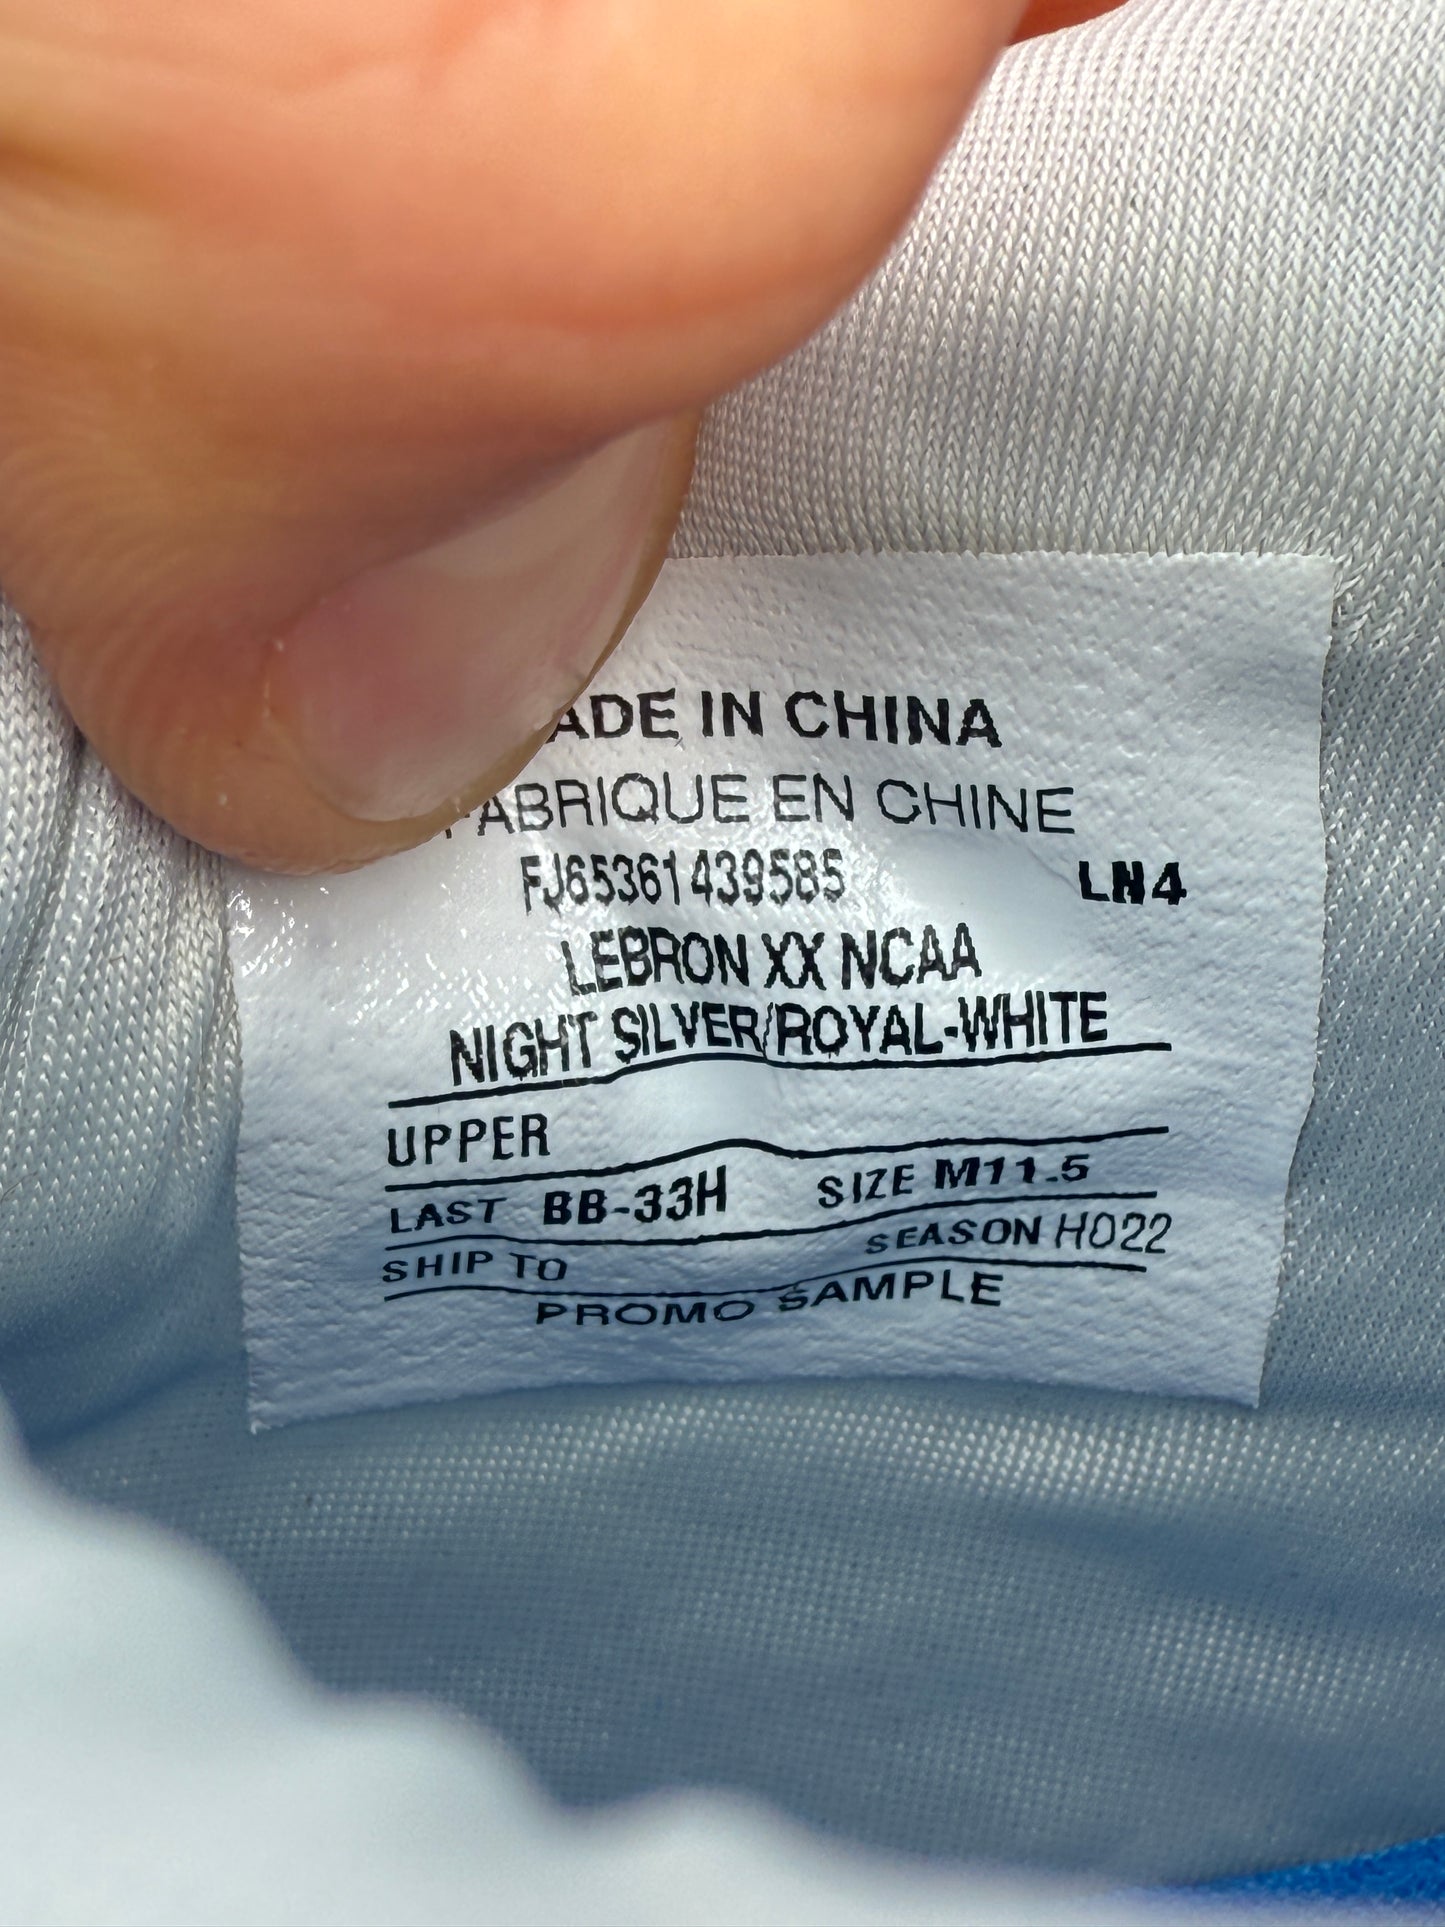 ADE IN CHINA
FABRIQUE EN CHINE
FJ65361439585 LN4
LEBRON XX NCAA
NIGHT SILVER/ROYAL-WHITE
UPPER
LAST BB-33H SIZE M11.5
SHIP TO SEASON HO22
PROMO SAMPLE